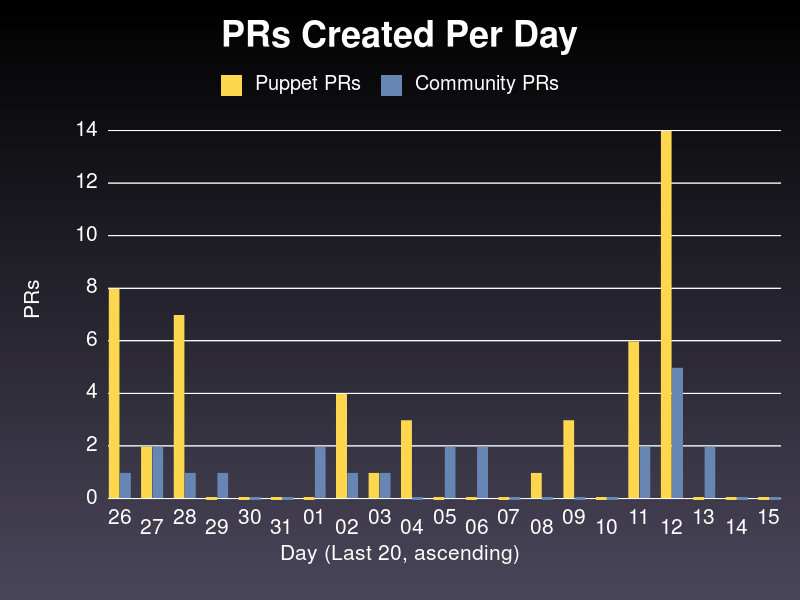 PRs Created Per Day
Puppet PRs Community PRs
14
12
10
8
6
4
2
0
PRs
26 27 28 29 30 31 01 02 03 04 05 06 07 08 09 10 11 12 13 14 15
Day (Last 20, ascending)